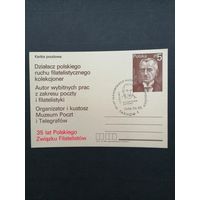 Kartka pocztowa
POLSKA 5
Działacz polskiego
ruchu filatelistycznego
kolekcjoner
Autor wybitnych prac
z zakresu poczty
i filatelistyki
Organizator i kustosz
Muzeum Poczt
i Telegrafów
35 lat Polskiego
Związku Filatelistów